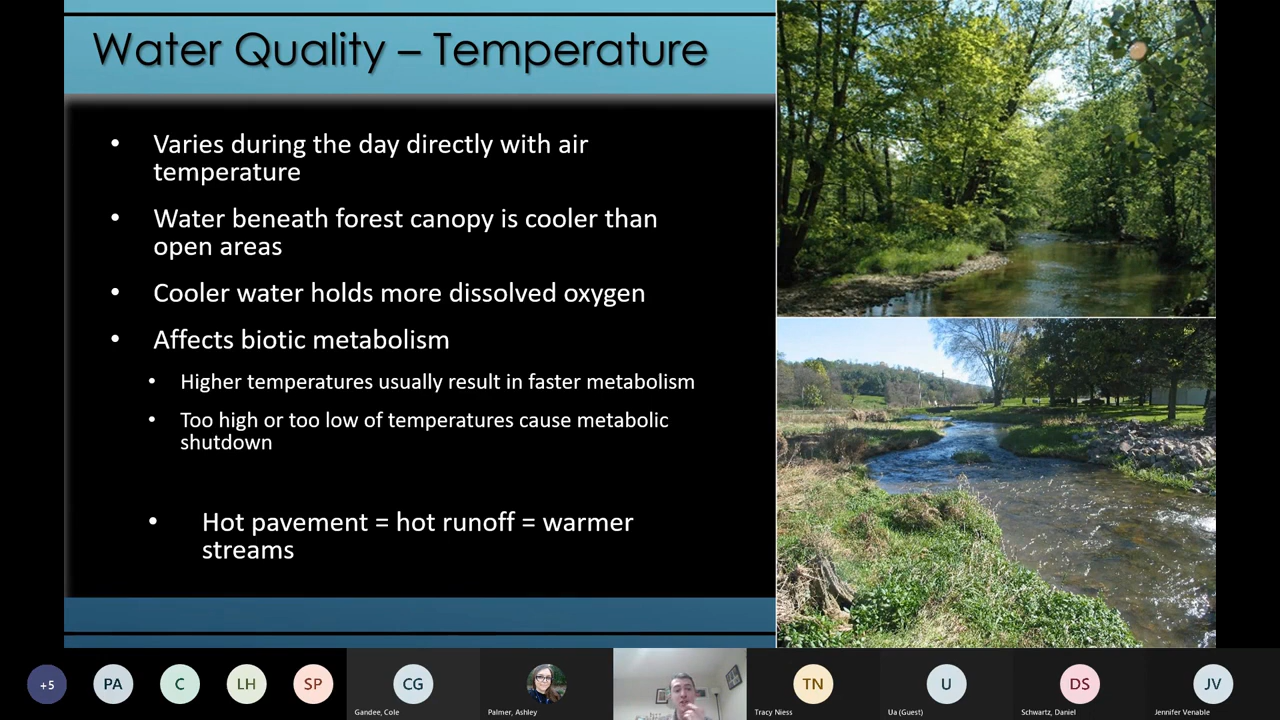 Water Quality – Temperature
• Varies during the day directly with air
temperature
• Water beneath forest canopy is cooler than
open areas
• Cooler water holds more dissolved oxygen
• Affects biotic metabolism
• Higher temperatures usually result in faster metabolism
• Too high or too low of temperatures cause metabolic
shutdown
• Hot pavement = hot runoff = warmer
streams
+5
PA
C
LH
SP
CG
TN
U
DS
JV
Gandee, Cole
Palmer, Ashley
Tracy Niess
Ua (Guest)
Schwartz, Daniel
Jennifer Venable